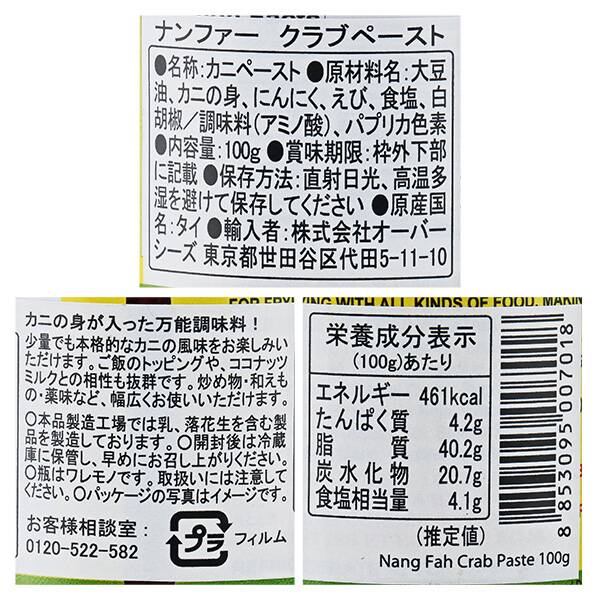 ナンファー クラブペースト
●名称:カニペースト ●原材料名:大豆
油、カニの身、にんにく、えび、食塩、白
胡椒/調味料(アミノ酸)、パプリカ色素
●内容量:100g ●賞味期限:枠外下部
に記載 ●保存方法:直射日光、高温多
湿を避けて保存してください ●原産国
名:タイ ●輸入者:株式会社オーバー
シーズ 東京都世田谷区代田5-11-10
カニの身が入った万能調味料!
少量でも本格的なカニの風味をお楽しみい
ただけます。ご飯のトッピングや、ココナッツ
ミルクとの相性も抜群です。炒め物・和えも
の・薬味など、幅広くお使いいただけます。
○本品製造工場では乳、落花生を含む製
品を製造しております。○開封後は冷蔵
庫に保管し、早めにお召し上がりください。
○瓶はワレモノです。取扱いには注意して
ください。○パッケージの写真はイメージです。
お客様相談室:
0120-522-582
プラ
フィルム
FOR FRYING WITH ALL KINDS OF FOOD, MAKIN
栄養成分表示
(100g)あたり
エネルギー 461kcal
たんぱく質 4.2g
脂 質 40.2g
炭水化物 20.7g
食塩相当量 4.1g
(推定値)
Nang Fah Crab Paste 100g
8 853095 007018